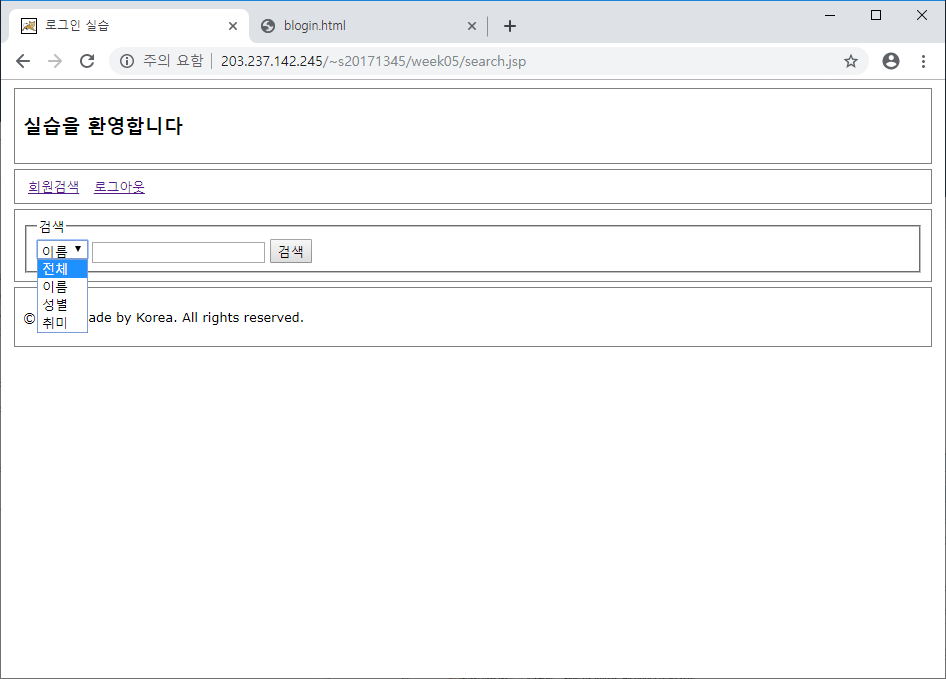 로그인 실습
blogin.html
주의 요함 203.237.142.245/~s20171345/week05/search.jsp
실습을 환영합니다
회원검색 로그아웃
검색
이름 검색
전체
이름
성별
취미
© ade by Korea. All rights reserved.